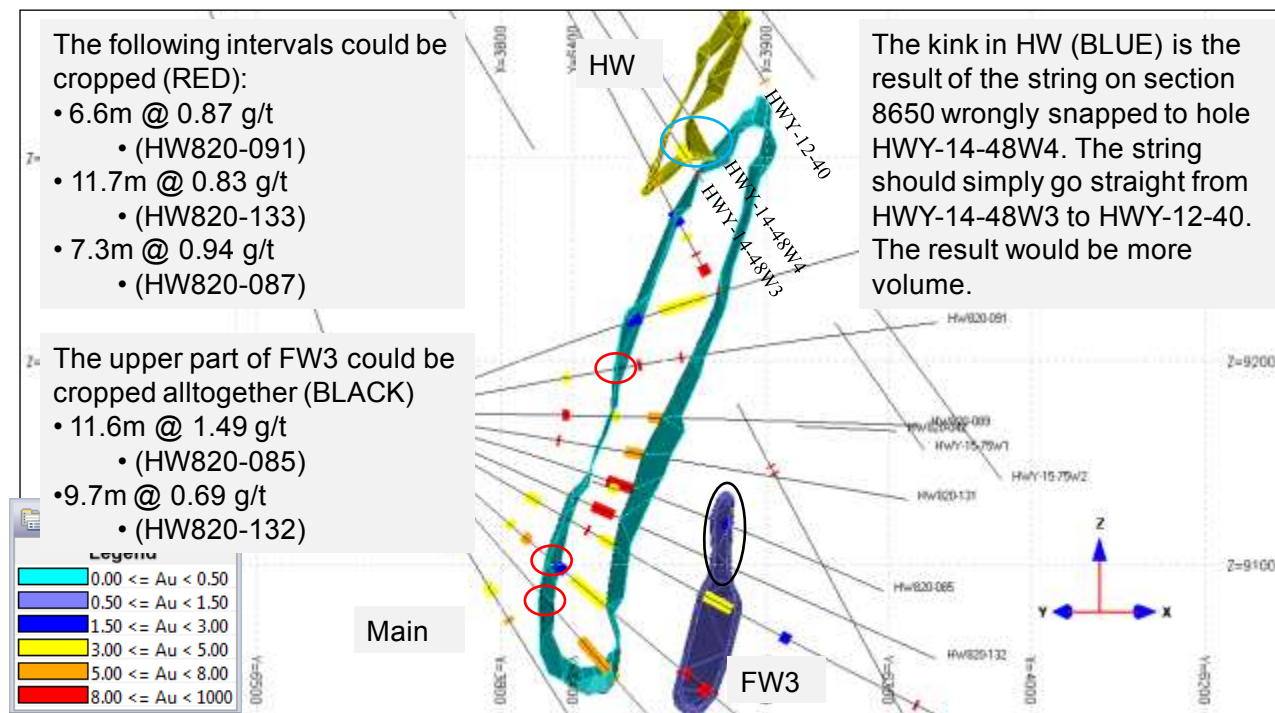 The following intervals could be
cropped (RED):
• 6.6m @ 0.87 g/t
• (HW820-091)
• 11.7m @ 0.83 g/t
• (HW820-133)
• 7.3m @ 0.94 g/t
• (HW820-087)
The upper part of FW3 could be
cropped alltogether (BLACK)
• 11.6m @ 1.49 g/t
• (HW820-085)
•9.7m @ 0.69 g/t
• (HW820-132)
Legend
0.00 <= Au < 0.50
0.50 <= Au < 1.50
1.50 <= Au < 3.00
3.00 <= Au < 5.00
5.00 <= Au < 8.00
8.00 <= Au < 1000
HW
Main
FW3
X=3800
X=3900
HWY-12-40
HWY-14-48W4
HWY-14-48W3
The kink in HW (BLUE) is the
result of the string on section
8650 wrongly snapped to hole
HWY-14-48W4. The string
should simply go straight from
HWY-14-48W3 to HWY-12-40.
The result would be more
volume.
HW820-091
Z=9200
HWY-15-75W1
HWY-15-75W2
HW820-131
Z=9100
HW820-085
HW820-132
Z
Y
X
Y=6500
X=3800
X=4000